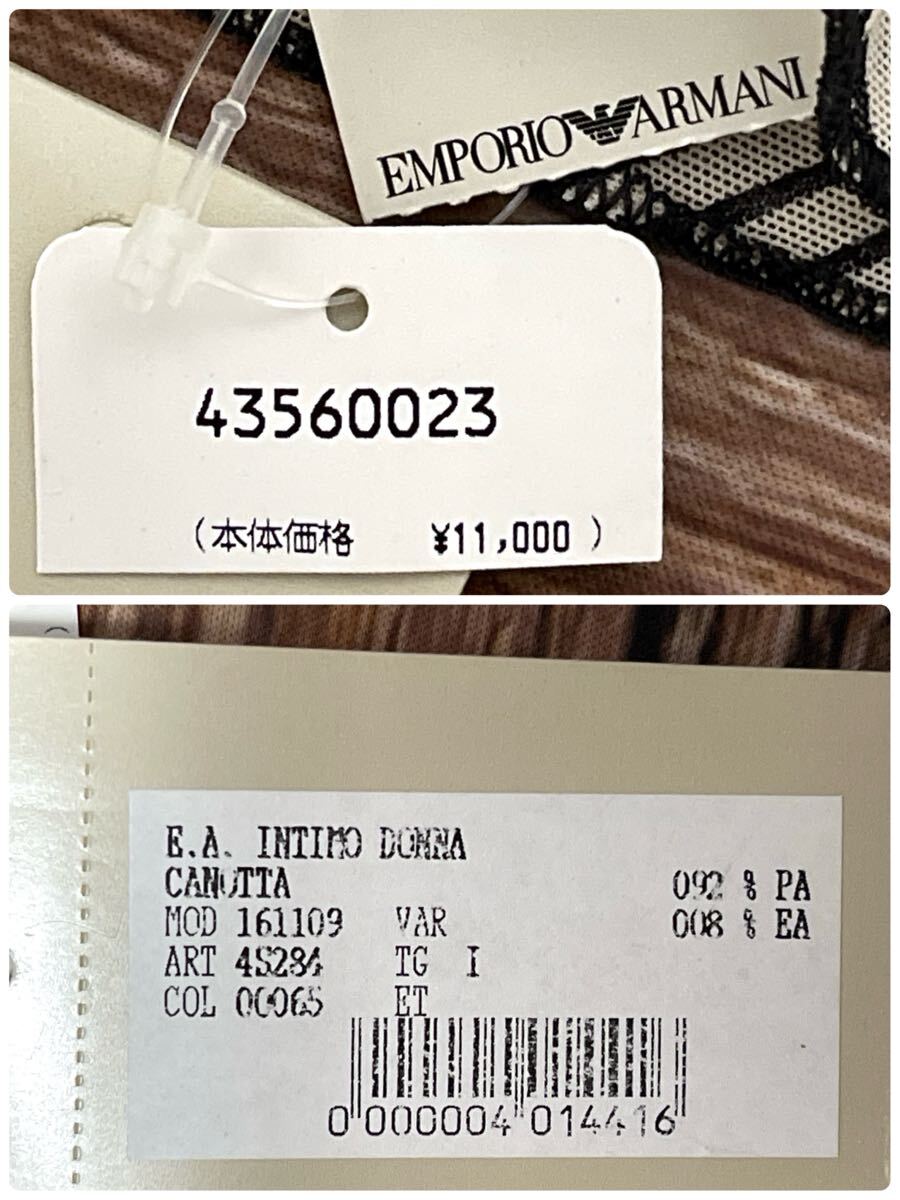 EMPORIO ARMANI
43560023
(本体価格 ¥11,000 )
E.A. INTIMO DONNA
CANOTTA 092 % PA
MOD 161109 VAR 008 % EA
ART 4S284 TG I
COL 00065 ET
0 000004 014416